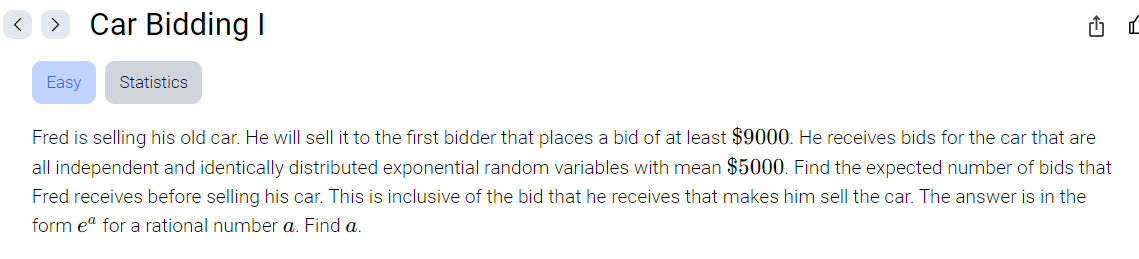 Car Bidding I
Easy
Statistics
Fred is selling his old car. He will sell it to the first bidder that places a bid of at least $9000. He receives bids for the car that are
all independent and identically distributed exponential random variables with mean $5000. Find the expected number of bids that
Fred receives before selling his car. This is inclusive of the bid that he receives that makes him sell the car. The answer is in the
form eᵃ for a rational number a. Find a.